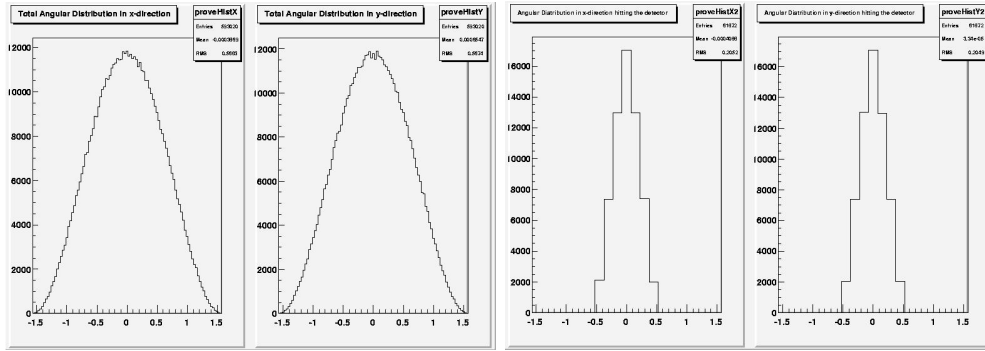 Total Angular Distribution in x-direction
proveHistX
Entries
Mean
RMS
12000
10000
8000
6000
4000
2000
0
-1.5 -1 -0.5 0 0.5 1 1.5
Total Angular Distribution in y-direction
proveHistY
Entries
Mean
RMS
12000
10000
8000
6000
4000
2000
0
-1.5 -1 -0.5 0 0.5 1 1.5
Angular Distribution in x-direction hitting the detector
proveHistX2
Entries 61872
Mean
RMS 0.2052
16000
14000
12000
10000
8000
6000
4000
2000
0
-1.5 -1 -0.5 0 0.5 1 1.5
Angular Distribution in y-direction hitting the detector
proveHistY2
Entries 61872
Mean
RMS 0.2049
16000
14000
12000
10000
8000
6000
4000
2000
0
-1.5 -1 -0.5 0 0.5 1 1.5